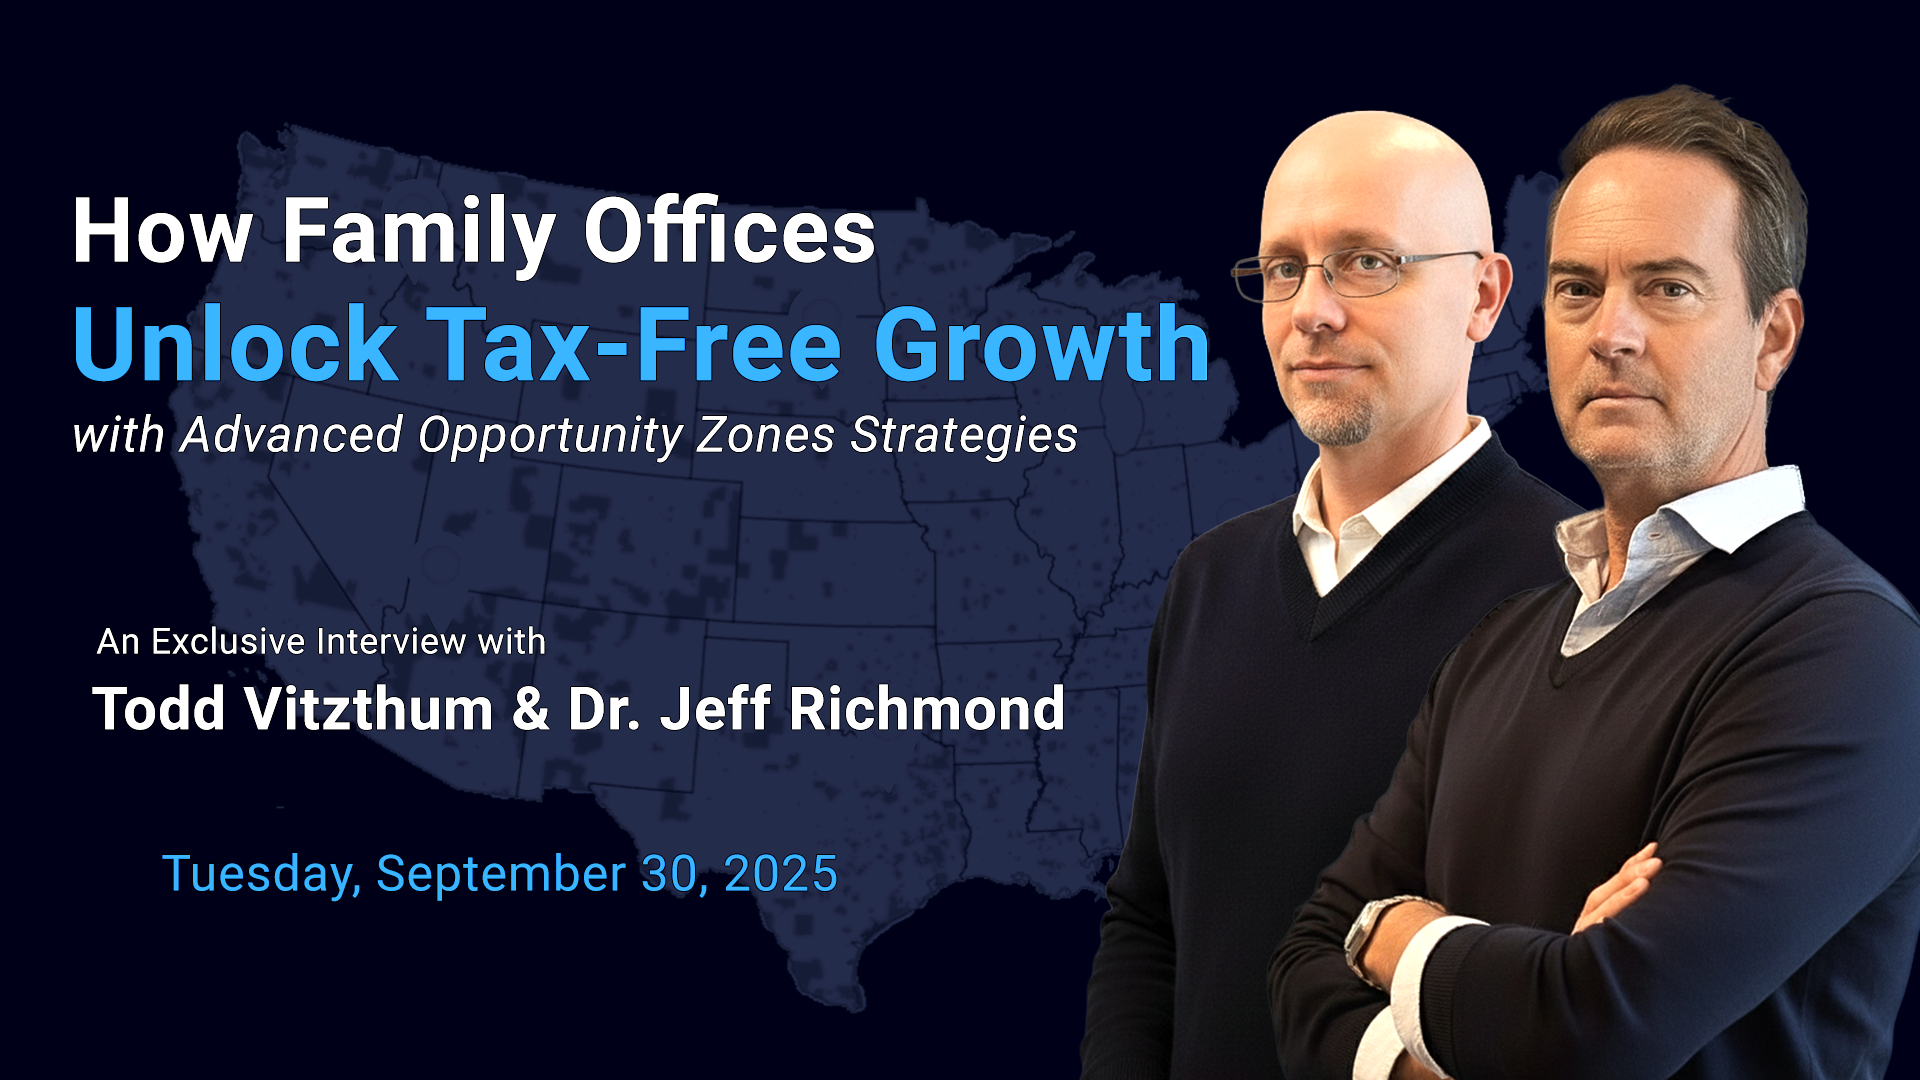 How Family Offices
Unlock Tax-Free Growth
with Advanced Opportunity Zones Strategies
An Exclusive Interview with
Todd Vitzthum & Dr. Jeff Richmond
Tuesday, September 30, 2025